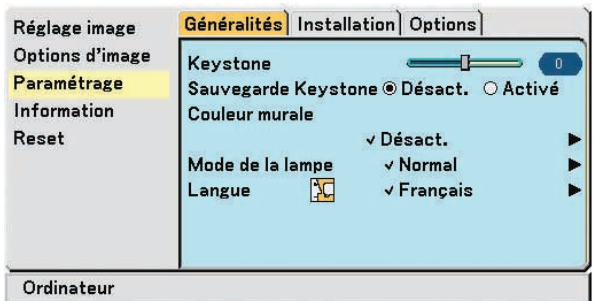 Réglage image
Options d'image
Paramétrage
Information
Reset
Généralités Installation Options
Keystone 0
Sauvegarde Keystone Désact. Activé
Couleur murale
Désact.
Mode de la lampe Normal
Langue Français
Ordinateur